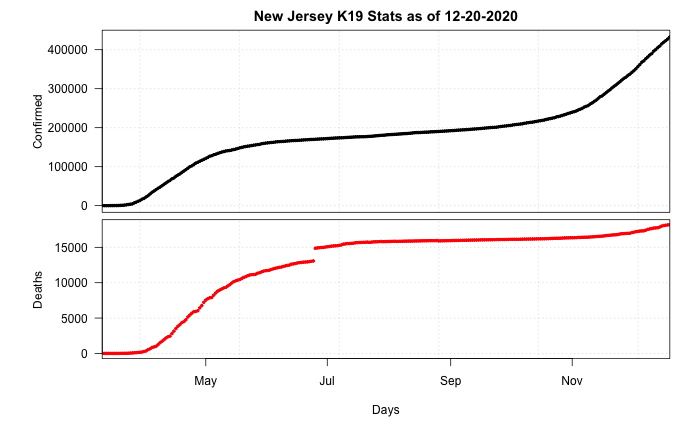 New Jersey K19 Stats as of 12-20-2020
Confirmed
400000
300000
200000
100000
0
Deaths
15000
10000
5000
0
May Jul Sep Nov
Days